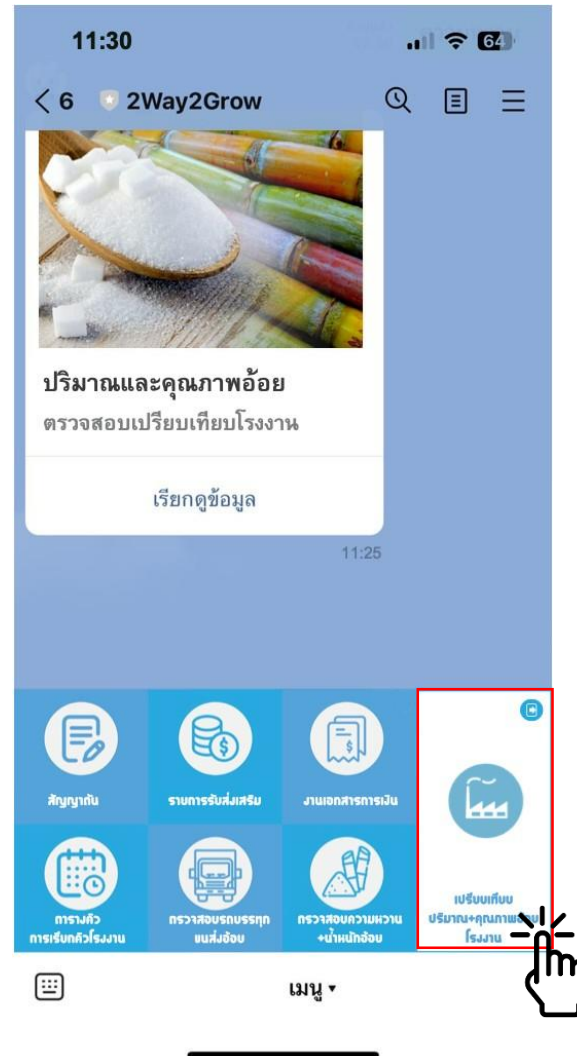 11:30
64
6
2Way2Grow
ปริมาณและคุณภาพอ้อย
ตรวจสอบเปรียบเทียบโรงงาน
เรียกดูข้อมูล
11:25
สัญญาตัน
รายการรับส่งเสริม
งานเอกสารการเงิน
ตารางคิว
การเรียกคิวโรงงาน
ตรวจสอบรถบรรทุก
ขนส่งอ้อย
ตรวจสอบความหวาน
+น้ำหนักอ้อย
เปรียบเทียบ
ปริมาณ+คุณภาพอ้อย
โรงงาน
เมนู